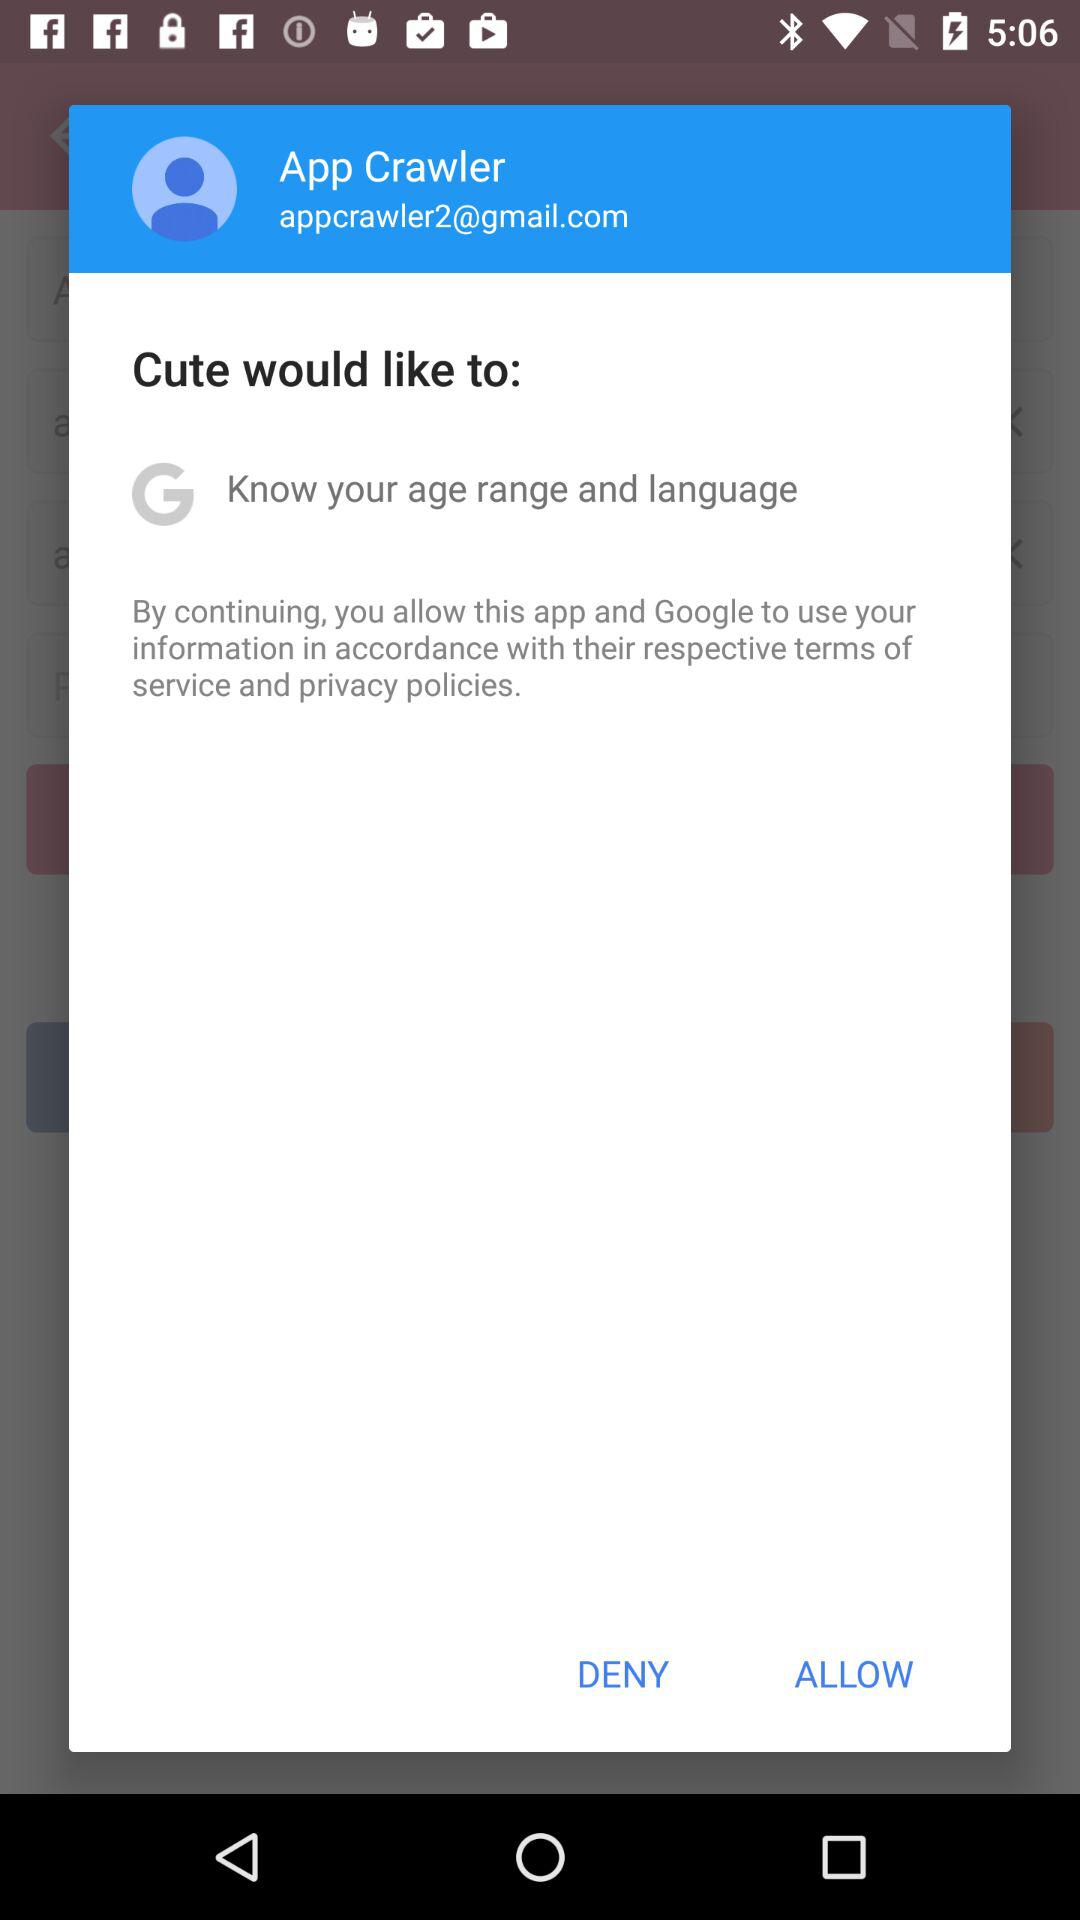 5:06
App Crawler
appcrawler2@gmail.com
Cute would like to:
Know your age range and language
By continuing, you allow this app and Google to use your
information in accordance with their respective terms of
service and privacy policies.
DENY ALLOW